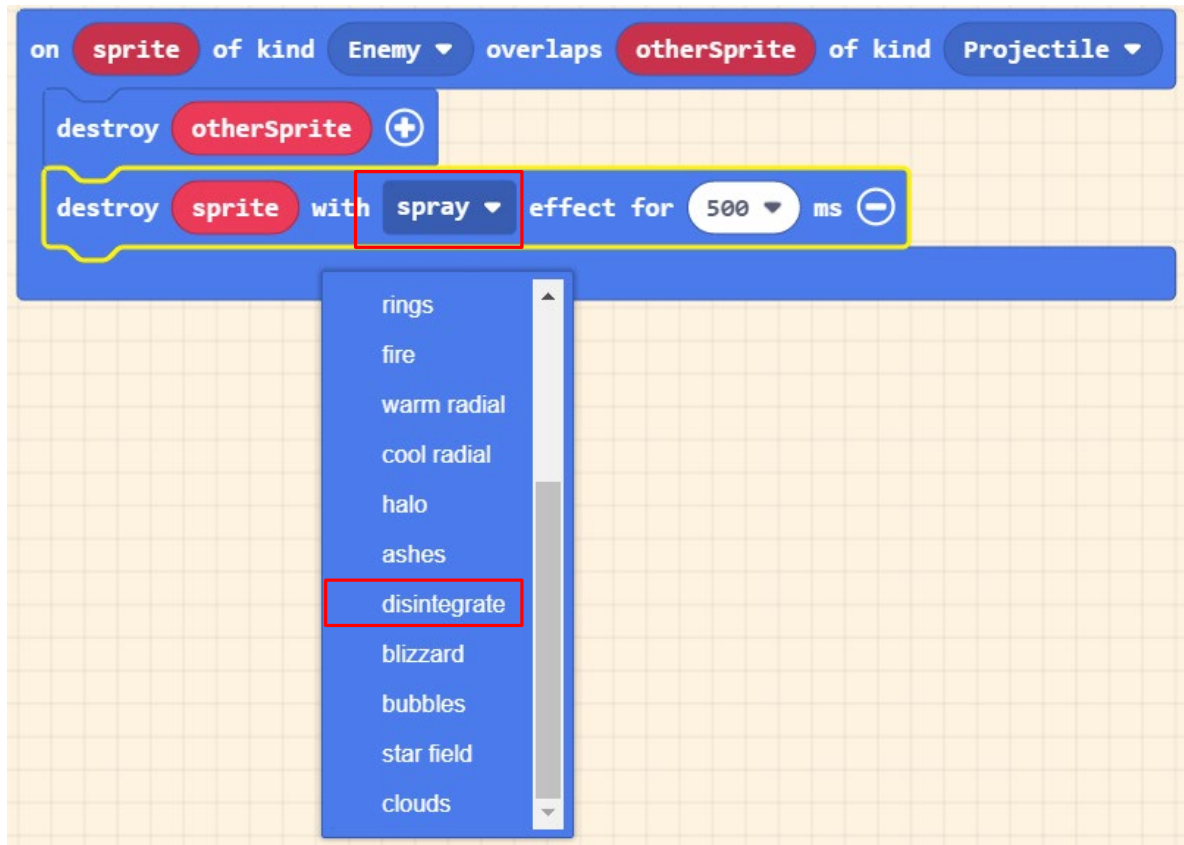 on sprite of kind Enemy overlaps otherSprite of kind Projectile
destroy otherSprite
destroy sprite with spray effect for 500 ms
rings
fire
warm radial
cool radial
halo
ashes
disintegrate
blizzard
bubbles
star field
clouds